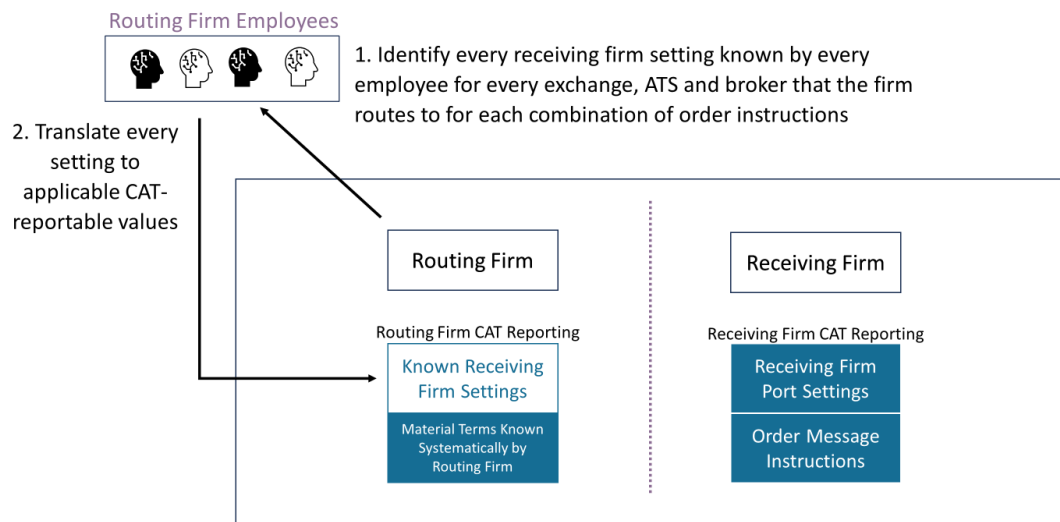 Routing Firm Employees
1. Identify every receiving firm setting known by every
employee for every exchange, ATS and broker that the firm
routes to for each combination of order instructions
2. Translate every
setting to
applicable CAT-
reportable values
Routing Firm
Receiving Firm
Routing Firm CAT Reporting
Known Receiving
Firm Settings
Material Terms Known
Systematically by
Routing Firm
Receiving Firm CAT Reporting
Receiving Firm
Port Settings
Order Message
Instructions